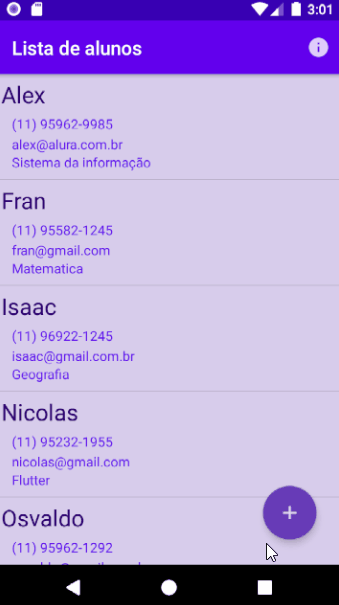 3:01
Lista de alunos
Alex
(11) 95962-9985
alex@alura.com.br
Sistema da informação
Fran
(11) 95582-1245
fran@gmail.com
Matematica
Isaac
(11) 96922-1245
isaac@gmail.com.br
Geografia
Nicolas
(11) 95232-1955
nicolas@gmail.com
Flutter
Osvaldo
(11) 95962-1292